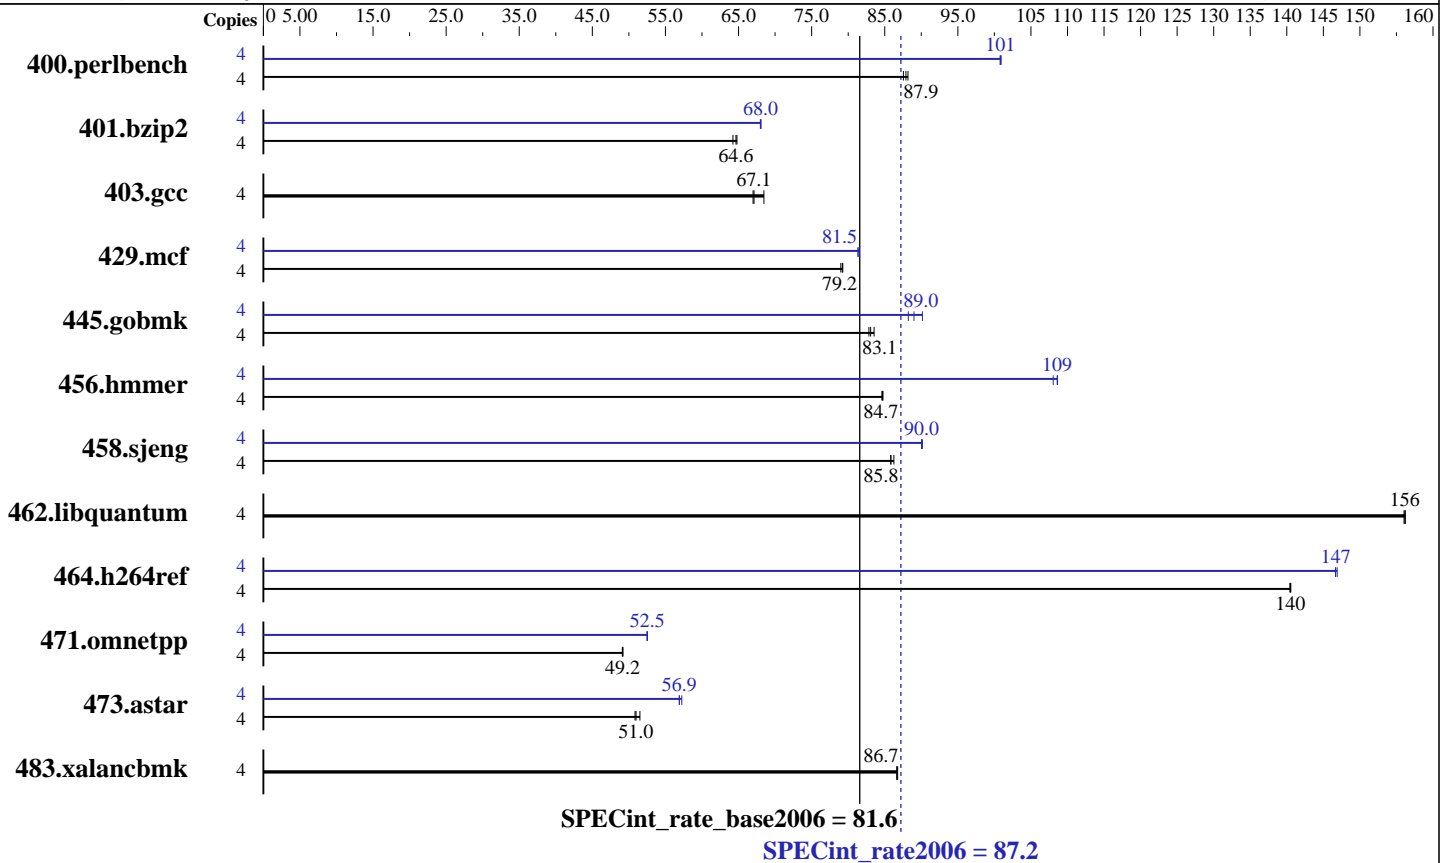 Copies 0 5.00 15.0 25.0 35.0 45.0 55.0 65.0 75.0 85.0 95.0 105 110 115 120 125 130 135 140 145 150 160
400.perlbench 4 101
4 87.9
401.bzip2 4 68.0
4 64.6
403.gcc 4 67.1
429.mcf 4 81.5
4 79.2
445.gobmk 4 89.0
4 83.1
456.hmmer 4 109
4 84.7
458.sjeng 4 90.0
4 85.8
462.libquantum 4 156
464.h264ref 4 147
4 140
471.omnetpp 4 52.5
4 49.2
473.astar 4 56.9
4 51.0
483.xalancbmk 4 86.7
SPECint_rate_base2006 = 81.6
SPECint_rate2006 = 87.2